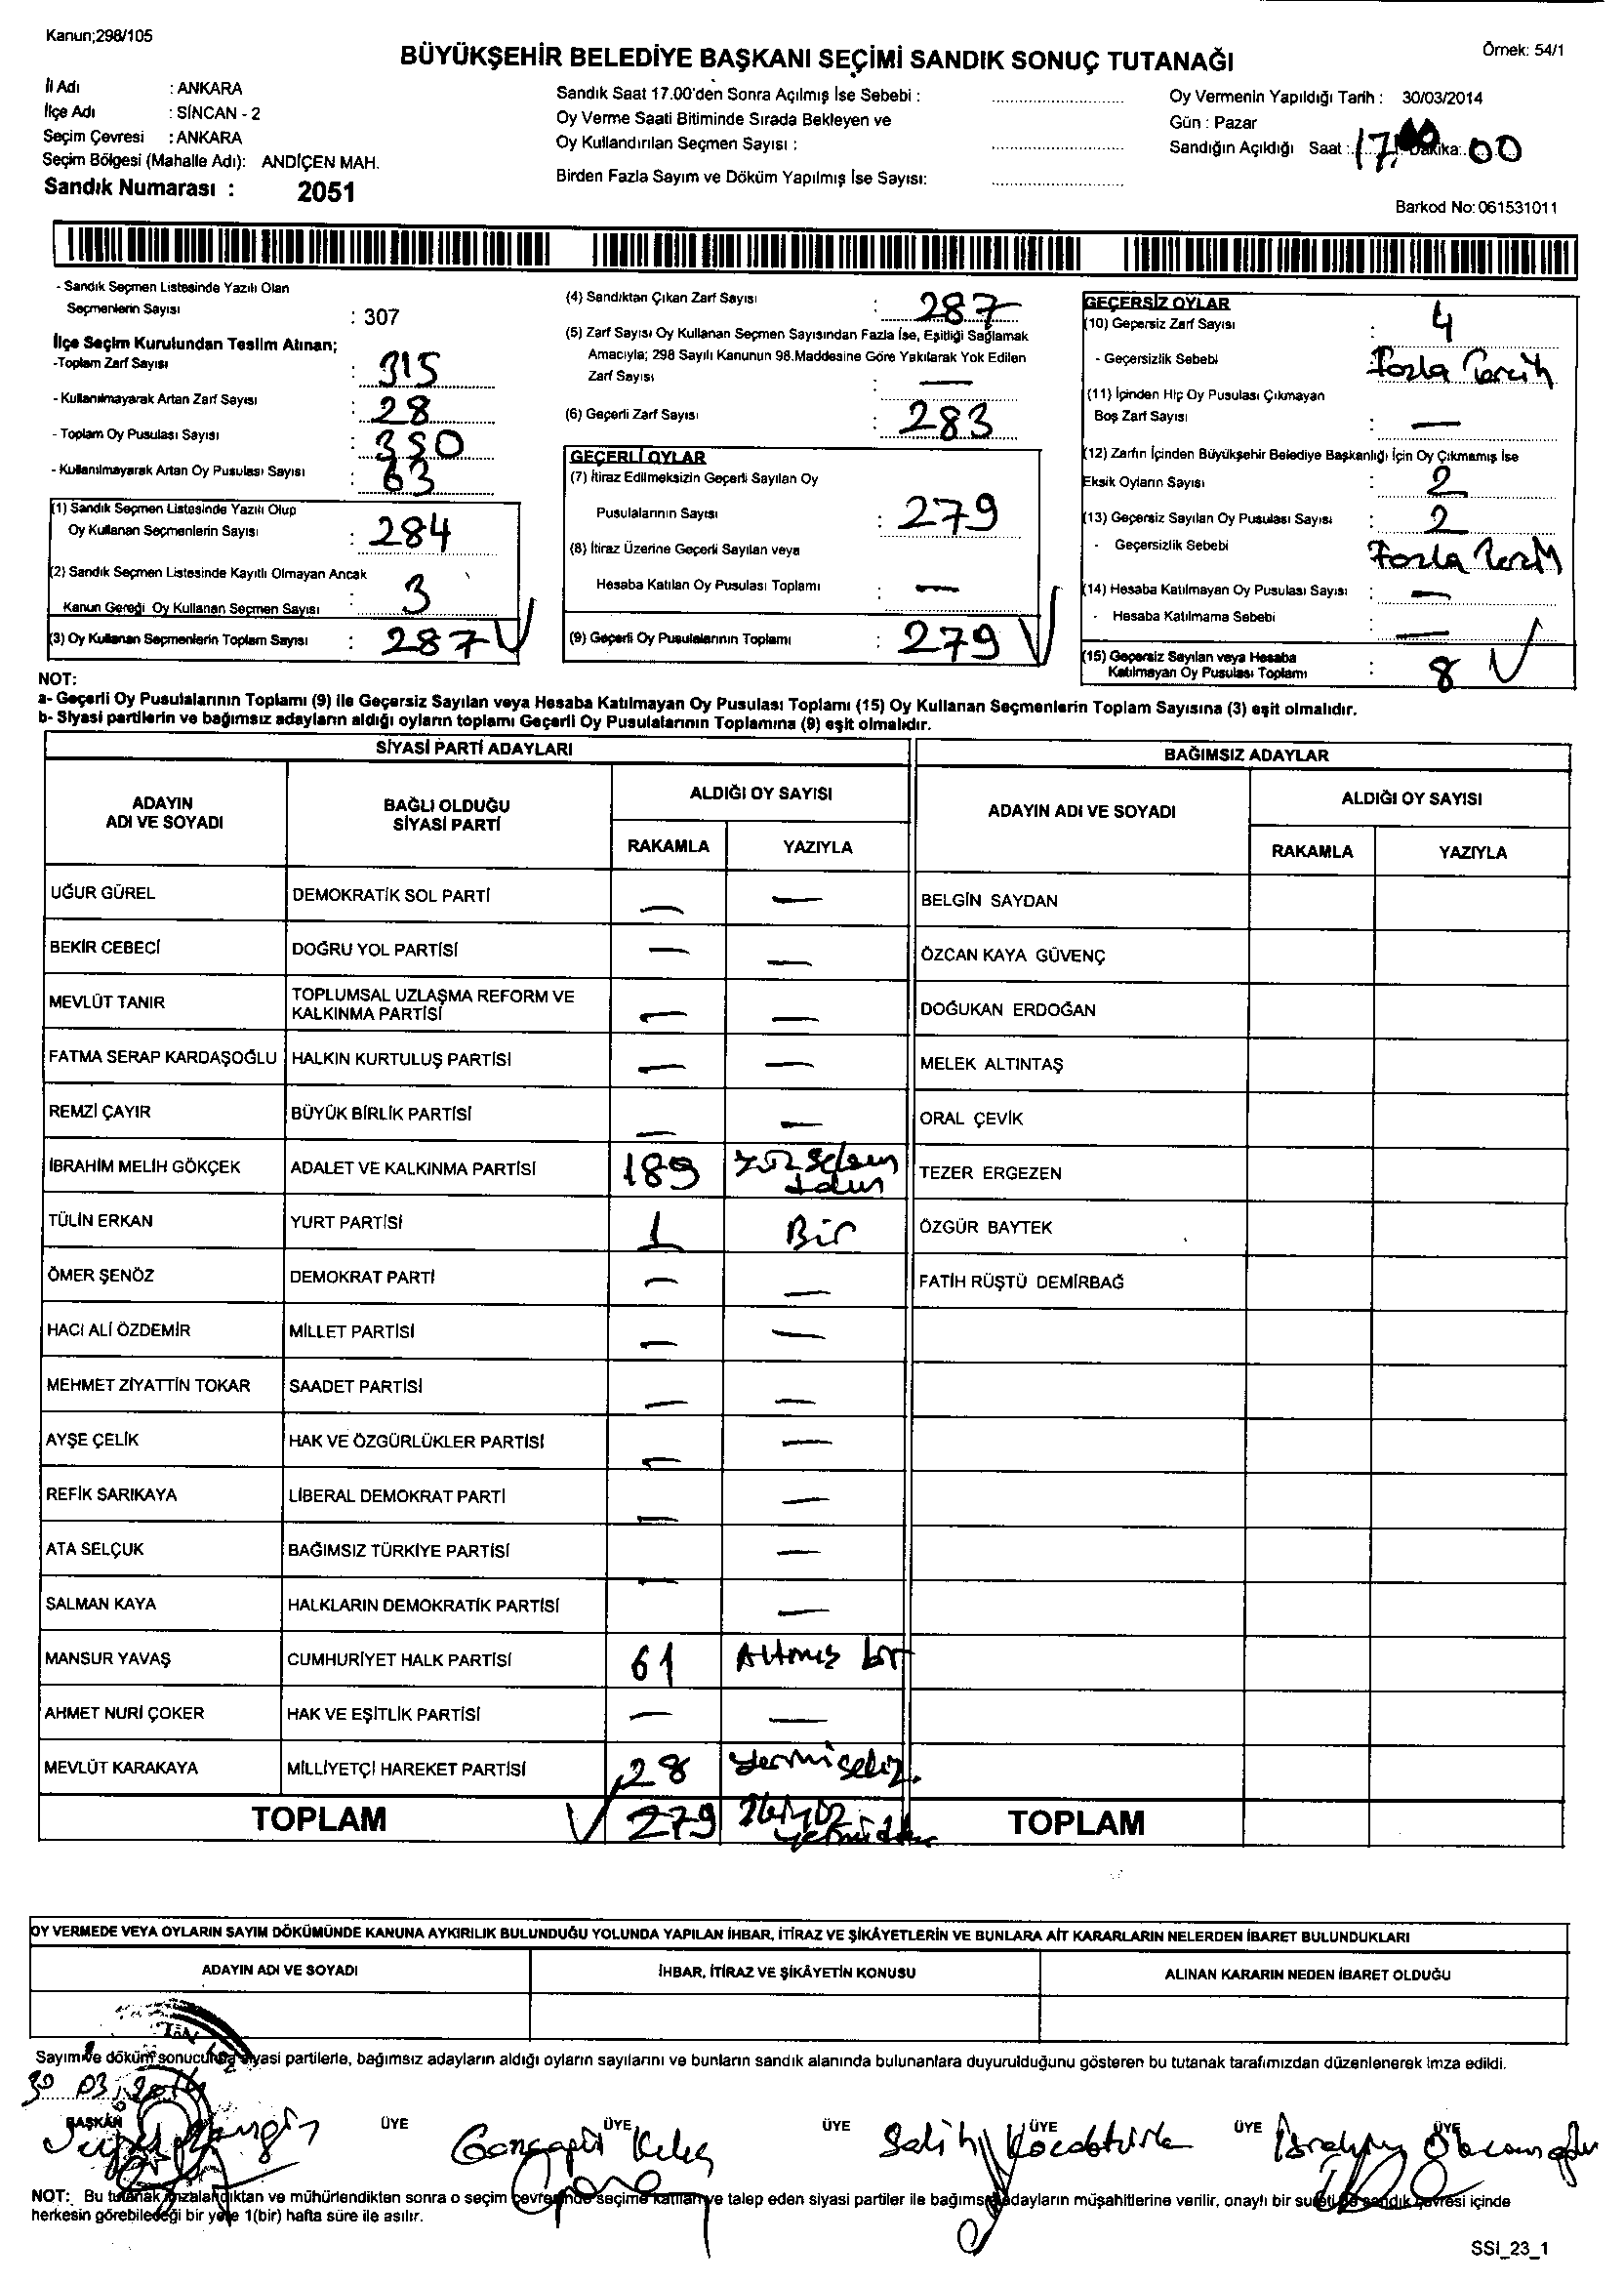 Kanun;298/105
Örnek: 54/1
BÜYÜKŞEHİR BELEDİYE BAŞKANI SEÇİMİ SANDIK SONUÇ TUTANAĞI
İl Adı : ANKARA
İlçe Adı : SİNCAN - 2
Seçim Çevresi : ANKARA
Seçim Bölgesi (Mahalle Adı): ANDİÇEN MAH.
Sandık Numarası : 2051
Sandık Saat 17.00'den Sonra Açılmış İse Sebebi :
Oy Verme Saati Bitiminde Sırada Bekleyen ve
Oy Kullandırılan Seçmen Sayısı :
Birden Fazla Sayım ve Döküm Yapılmış İse Sayısı:
Oy Vermenin Yapıldığı Tarih : 30/03/2014
Gün : Pazar
Sandığın Açıldığı Saat : 17 Dakika: 00
Barkod No: 061531011
- Sandık Seçmen Listesinde Yazılı Olan
Seçmenlerin Sayısı : 307
İlçe Seçim Kurulundan Teslim Alınan;
-Toplam Zarf Sayısı : 315
- Kullanılmayarak Artan Zarf Sayısı : 28
- Toplam Oy Pusulası Sayısı : 350
- Kullanılmayarak Artan Oy Pusulası Sayısı : 63
(1) Sandık Seçmen Listesinde Yazılı Olup
Oy Kullanan Seçmenlerin Sayısı : 284
(2) Sandık Seçmen Listesinde Kayıtlı Olmayan Ancak
Kanun Gereği Oy Kullanan Seçmen Sayısı : 3
(3) Oy Kullanan Seçmenlerin Toplam Sayısı : 287
(4) Sandıktan Çıkan Zarf Sayısı : 287
(5) Zarf Sayısı Oy Kullanan Seçmen Sayısından Fazla İse, Eşitliği Sağlamak
Amacıyla; 298 Sayılı Kanunun 98.Maddesine Göre Yakılarak Yok Edilen
Zarf Sayısı : —
(6) Geçerli Zarf Sayısı : 283
GEÇERLİ OYLAR
(7) İtiraz Edilmeksizin Geçerli Sayılan Oy
Pusulalarının Sayısı : 279
(8) İtiraz Üzerine Geçerli Sayılan veya
Hesaba Katılan Oy Pusulası Toplamı : —
(9) Geçerli Oy Pusulalarının Toplamı : 279
GEÇERSİZ OYLAR
(10) Geçersiz Zarf Sayısı : 4
- Geçersizlik Sebebi : Fazla Tercih
(11) İçinden Hiç Oy Pusulası Çıkmayan
Boş Zarf Sayısı : —
(12) Zarfın İçinden Büyükşehir Belediye Başkanlığı İçin Oy Çıkmamış İse
Eksik Oyların Sayısı : 2
(13) Geçersiz Sayılan Oy Pusulası Sayısı : 2
- Geçersizlik Sebebi Fazla
(14) Hesaba Katılmayan Oy Pusulası Sayısı : —
- Hesaba Katılmama Sebebi : —
(15) Geçersiz Sayılan veya Hesaba
Katılmayan Oy Pusulası Toplamı : 8
NOT:
a- Geçerli Oy Pusulalarının Toplamı (9) ile Geçersiz Sayılan veya Hesaba Katılmayan Oy Pusulası Toplamı (15) Oy Kullanan Seçmenlerin Toplam Sayısına (3) eşit olmalıdır.
b- Siyasi partilerin ve bağımsız adayların aldığı oyların toplamı Geçerli Oy Pusulalarının Toplamına (9) eşit olmalıdır.
SİYASİ PARTİ ADAYLARI
BAĞIMSIZ ADAYLAR
ADAYIN ADI VE SOYADI
BAĞLI OLDUĞU SİYASİ PARTİ
ALDIĞI OY SAYISI
RAKAMLA YAZIYLA
ADAYIN ADI VE SOYADI
ALDIĞI OY SAYISI
RAKAMLA YAZIYLA
UĞUR GÜREL DEMOKRATİK SOL PARTİ — — BELGİN SAYDAN
BEKİR CEBECİ DOĞRU YOL PARTİSİ — — ÖZCAN KAYA GÜVENÇ
MEVLÜT TANIR TOPLUMSAL UZLAŞMA REFORM VE KALKINMA PARTİSİ — — DOĞUKAN ERDOĞAN
FATMA SERAP KARDAŞOĞLU HALKIN KURTULUŞ PARTİSİ — — MELEK ALTINTAŞ
REMZİ ÇAYIR BÜYÜK BİRLİK PARTİSİ — — ORAL ÇEVİK
İBRAHİM MELİH GÖKÇEK ADALET VE KALKINMA PARTİSİ 189 TEZER ERGEZEN
TÜLİN ERKAN YURT PARTİSİ 1 Bir ÖZGÜR BAYTEK
ÖMER ŞENÖZ DEMOKRAT PARTİ — — FATİH RÜŞTÜ DEMİRBAĞ
HACI ALİ ÖZDEMİR MİLLET PARTİSİ — —
MEHMET ZİYATTİN TOKAR SAADET PARTİSİ — —
AYŞE ÇELİK HAK VE ÖZGÜRLÜKLER PARTİSİ — —
REFİK SARIKAYA LİBERAL DEMOKRAT PARTİ — —
ATA SELÇUK BAĞIMSIZ TÜRKİYE PARTİSİ — —
SALMAN KAYA HALKLARIN DEMOKRATİK PARTİSİ —
MANSUR YAVAŞ CUMHURİYET HALK PARTİSİ 61 Altmış bir
AHMET NURİ ÇOKER HAK VE EŞİTLİK PARTİSİ — —
MEVLÜT KARAKAYA MİLLİYETÇİ HAREKET PARTİSİ 28 yirmisekiz
TOPLAM 279 TOPLAM
OY VERMEDE VEYA OYLARIN SAYIM DÖKÜMÜNDE KANUNA AYKIRILIK BULUNDUĞU YOLUNDA YAPILAN İHBAR, İTİRAZ VE ŞİKÂYETLERİN VE BUNLARA AİT KARARLARIN NELERDEN İBARET BULUNDUKLARI
ADAYIN ADI VE SOYADI İHBAR, İTİRAZ VE ŞİKÂYETİN KONUSU ALINAN KARARIN NEDEN İBARET OLDUĞU
Sayım ve döküm sonucunda siyasi partilerle, bağımsız adayların aldığı oyların sayılarını ve bunların sandık alanında bulunanlara duyurulduğunu gösteren bu tutanak tarafımızdan düzenlenerek imza edildi.
30 03.2014
BAŞKAN ÜYE ÜYE ÜYE ÜYE ÜYE ÜYE
Salih
NOT: Bu tutanak imzalandıktan ve mühürlendikten sonra o seçim çevresinde seçime katılan ve talep eden siyasi partiler ile bağımsız adayların müşahitlerine verilir, onaylı bir sureti de sandık çevresi içinde
herkesin görebileceği bir yere 1(bir) hafta süre ile asılır.
SSİ_23_1